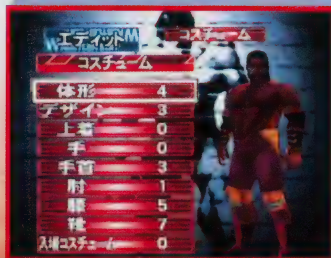 エディット
コスチューム
コスチューム
体形 4
デザイン 3
上着 0
手 0
手首 3
肘 1
膝 5
靴 7
入場コスチューム 0